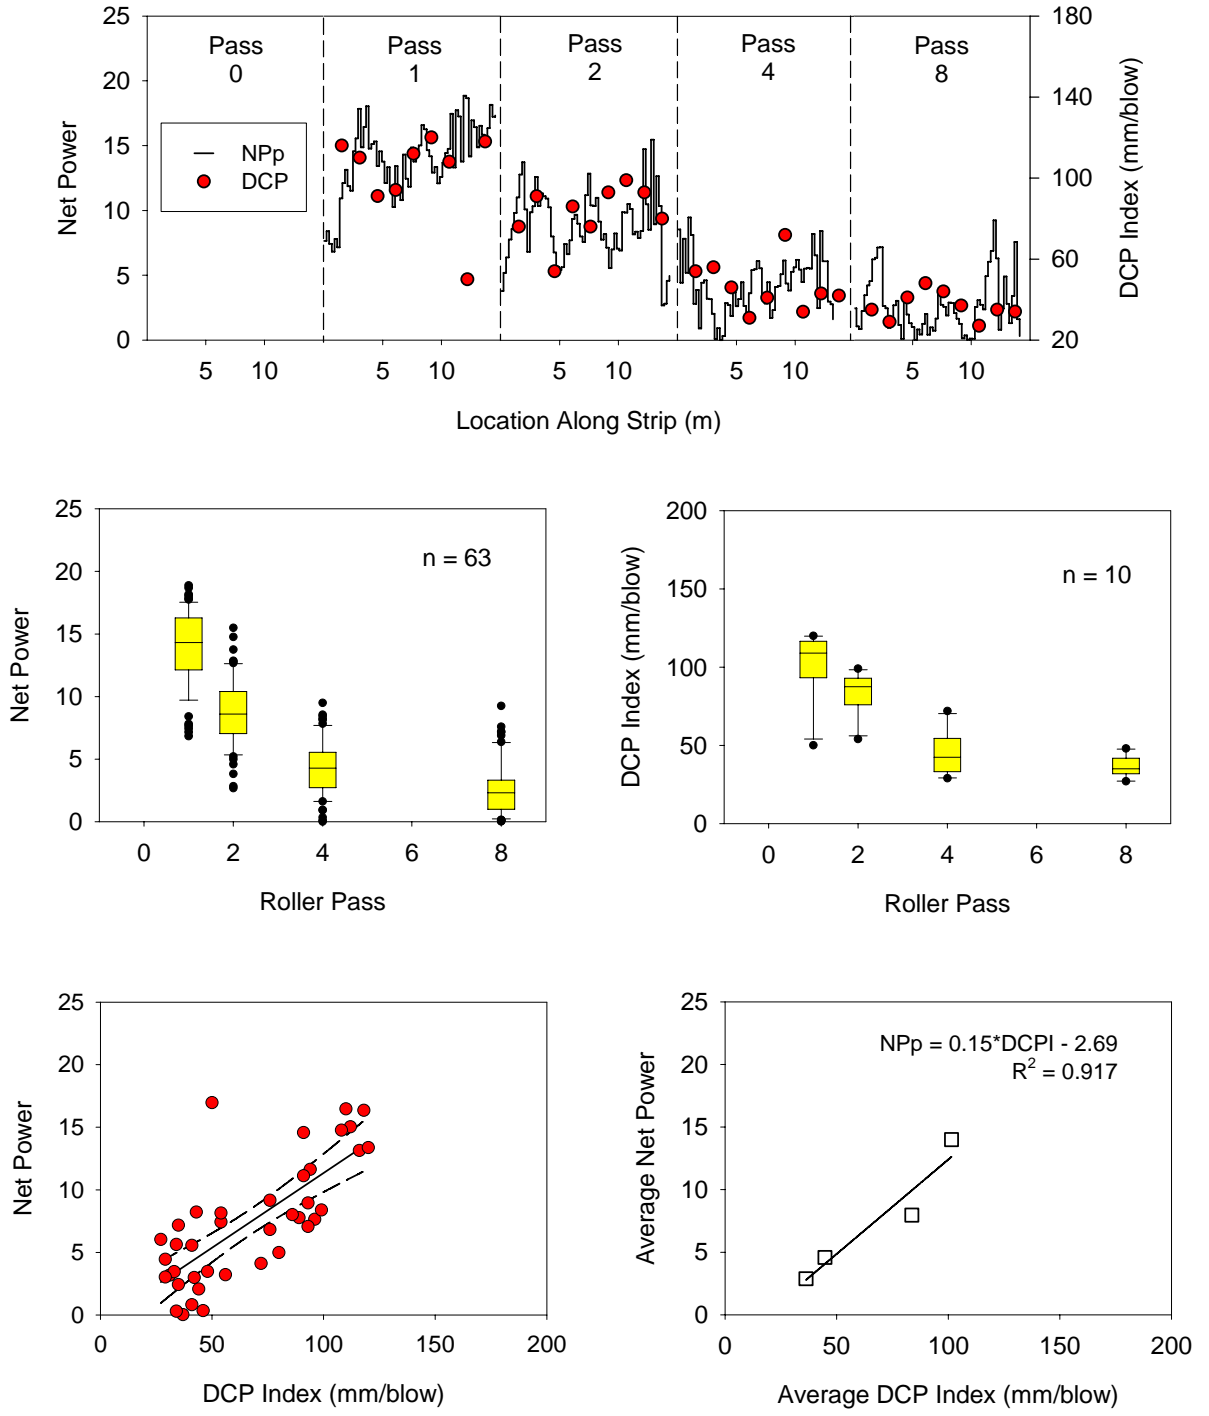 25
20
15
10
5
0
Net Power
Pass
0
Pass
1
Pass
2
Pass
4
Pass
8
NPp
DCP
180
140
100
60
20
DCP Index (mm/blow)
5 10 5 10 5 10 5 10 5 10
Location Along Strip (m)
25
20
15
10
5
0
Net Power
n = 63
0 2 4 6 8
Roller Pass
200
150
100
50
0
DCP Index (mm/blow)
n = 10
0 2 4 6 8
Roller Pass
25
20
15
10
5
0
Net Power
0 50 100 150 200
DCP Index (mm/blow)
25
20
15
10
5
0
Average Net Power
NPp = 0.15*DCPI - 2.69
R² = 0.917
0 50 100 150 200
Average DCP Index (mm/blow)